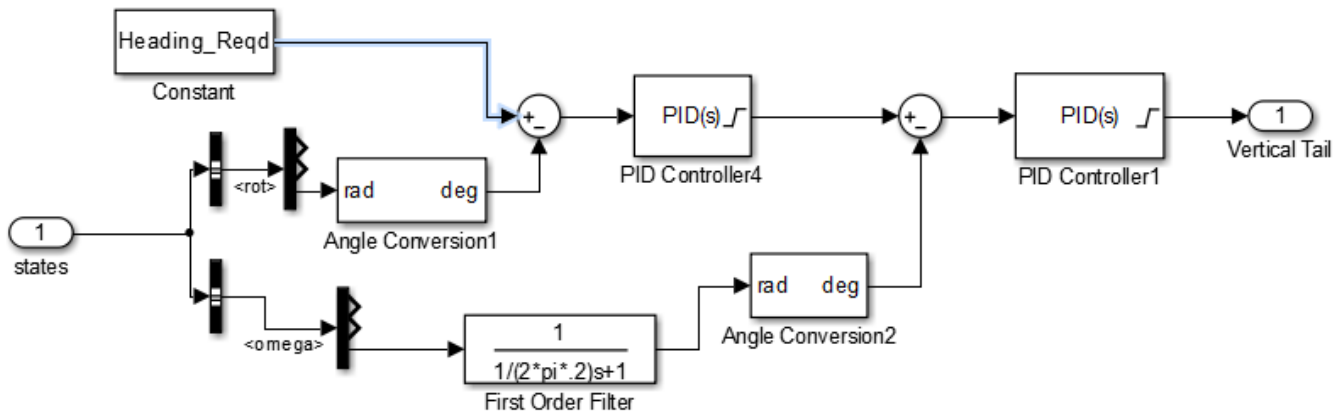 Heading_Reqd
Constant
+
−
PID(s)
PID Controller4
+
−
PID(s)
PID Controller1
1
Vertical Tail
<rot>
rad deg
Angle Conversion1
1
states
<omega>
1
1/(2*pi*.2)s+1
First Order Filter
rad deg
Angle Conversion2